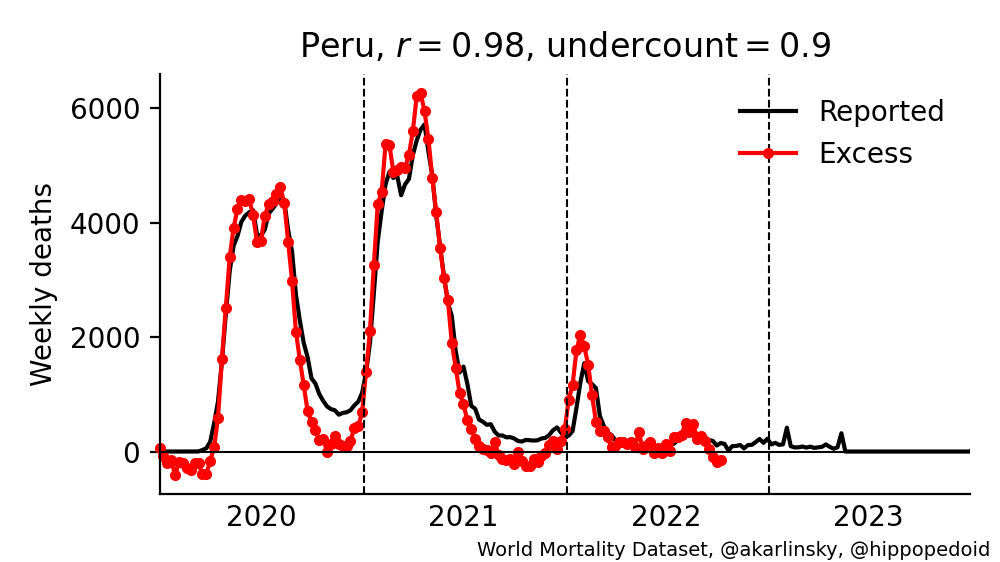 Peru, r = 0.98, undercount = 0.9
Reported
Excess
Weekly deaths
6000
4000
2000
0
2020 2021 2022 2023
World Mortality Dataset, @akarlinsky, @hippopedoid